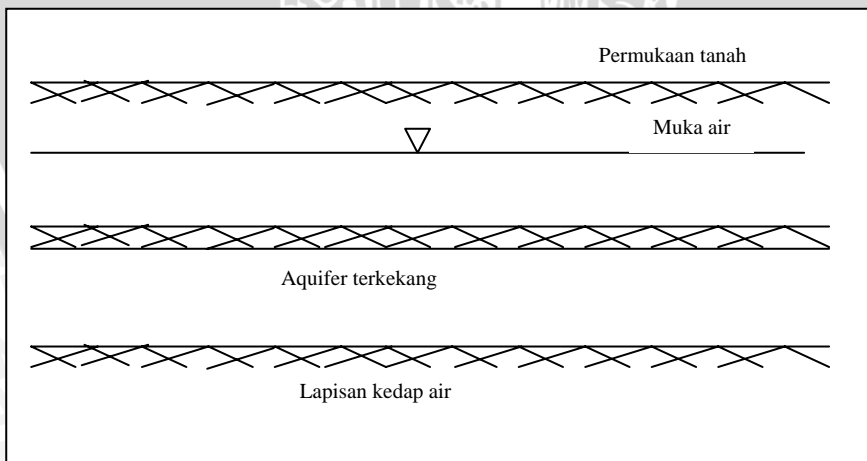 Permukaan tanah
Muka air
Aquifer terkekang
Lapisan kedap air